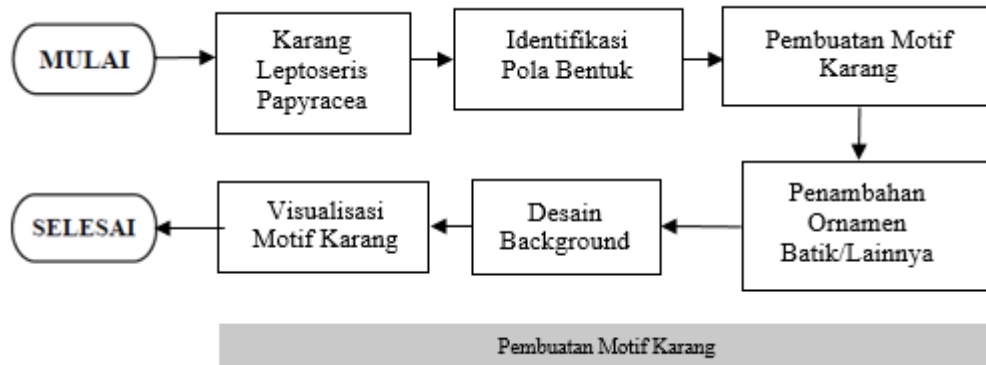 MULAI
Karang
Leptoseris
Papyracea
Identifikasi
Pola Bentuk
Pembuatan Motif
Karang
Penambahan
Ornamen
Batik/Lainnya
Desain
Background
Visualisasi
Motif Karang
SELESAI
Pembuatan Motif Karang